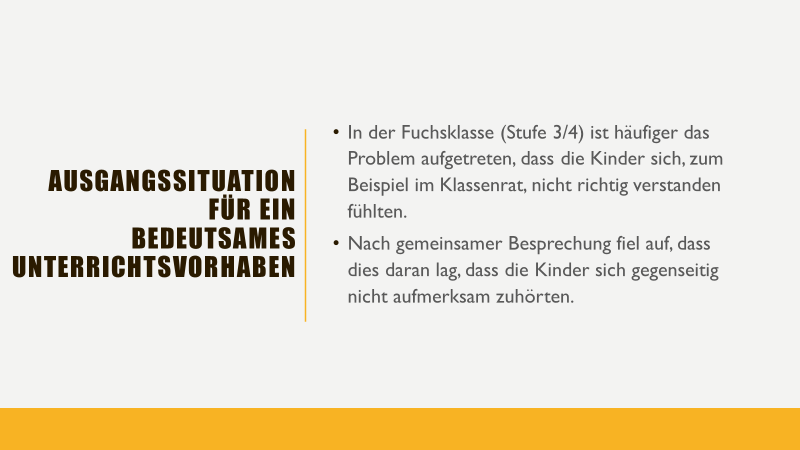 AUSGANGSSITUATION
FÜR EIN
BEDEUTSAMES
UNTERRICHTSVORHABEN
• In der Fuchsklasse (Stufe 3/4) ist häufiger das
Problem aufgetreten, dass die Kinder sich, zum
Beispiel im Klassenrat, nicht richtig verstanden
fühlten.
• Nach gemeinsamer Besprechung fiel auf, dass
dies daran lag, dass die Kinder sich gegenseitig
nicht aufmerksam zuhörten.